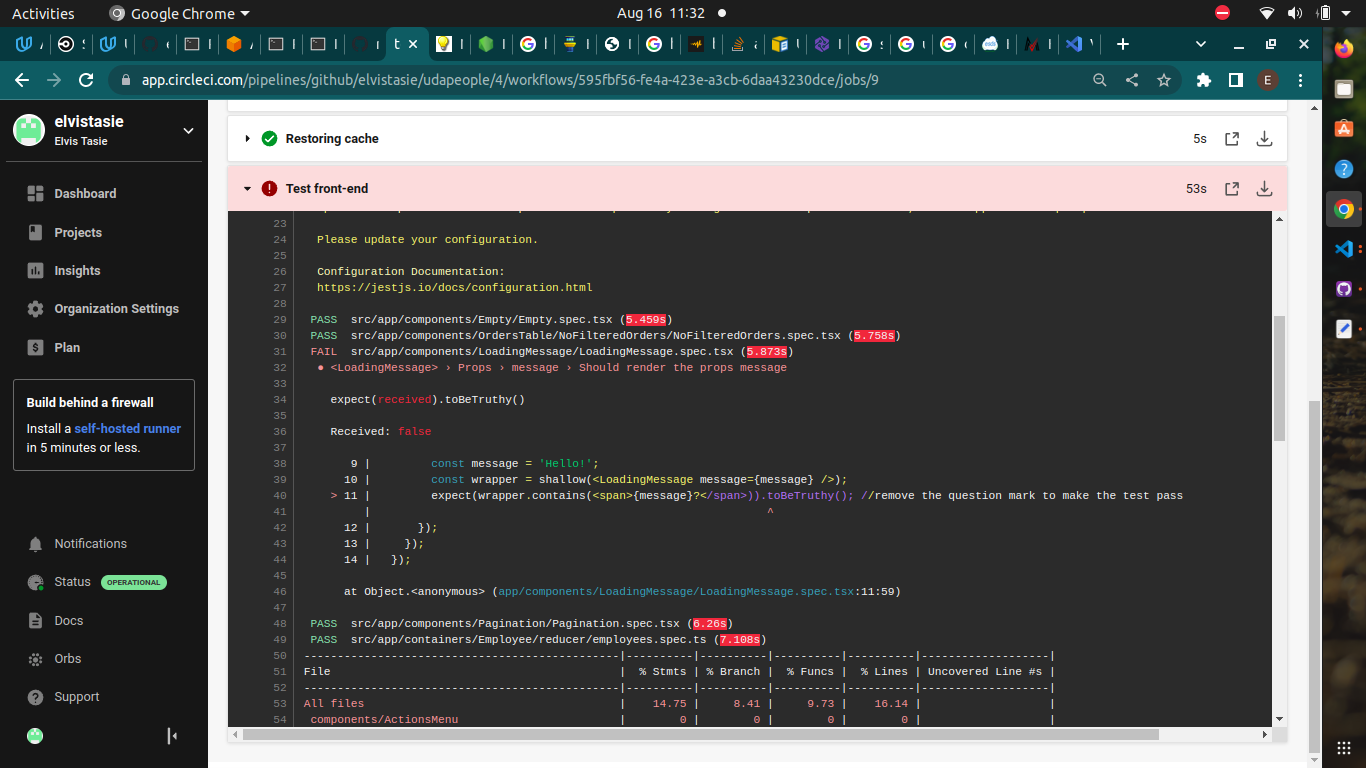 Activities
Google Chrome
Aug 16 11:32
t
app.circleci.com/pipelines/github/elvistasie/udapeople/4/workflows/595fbf56-fe4a-423e-a3cb-6daa43230dce/jobs/9
E
elvistasie
Elvis Tasie
Dashboard
Projects
Insights
Organization Settings
Plan
Build behind a firewall
Install a self-hosted runner
in 5 minutes or less.
Notifications
Status OPERATIONAL
Docs
Orbs
Support
Restoring cache 5s
Test front-end 53s
23
24 Please update your configuration.
25
26 Configuration Documentation:
27 https://jestjs.io/docs/configuration.html
28
29 PASS src/app/components/Empty/Empty.spec.tsx (5.459s)
30 PASS src/app/components/OrdersTable/NoFilteredOrders/NoFilteredOrders.spec.tsx (5.758s)
31 FAIL src/app/components/LoadingMessage/LoadingMessage.spec.tsx (5.873s)
32 ● <LoadingMessage> › Props › message › Should render the props message
33
34 expect(received).toBeTruthy()
35
36 Received: false
37
38 9 | const message = 'Hello!';
39 10 | const wrapper = shallow(<LoadingMessage message={message} />);
40 > 11 | expect(wrapper.contains(<span>{message}?</span>)).toBeTruthy(); //remove the question mark to make the test pass
41 | ^
42 12 | });
43 13 | });
44 14 | });
45
46 at Object.<anonymous> (app/components/LoadingMessage/LoadingMessage.spec.tsx:11:59)
47
48 PASS src/app/components/Pagination/Pagination.spec.tsx (6.26s)
49 PASS src/app/containers/Employee/reducer/employees.spec.ts (7.108s)
50 -----------------------------------------------|----------|----------|----------|----------|-------------------|
51 File | % Stmts | % Branch | % Funcs | % Lines | Uncovered Line #s |
52 -----------------------------------------------|----------|----------|----------|----------|-------------------|
53 All files | 14.75 | 8.41 | 9.73 | 16.14 | |
54 components/ActionsMenu | 0 | 0 | 0 | 0 | |